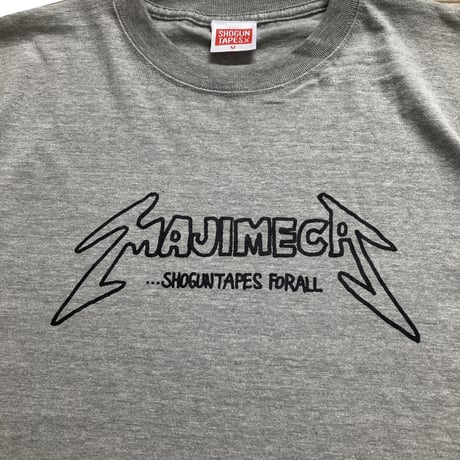 SHOGUN
TAPES×
M
MAJIMECA
...SHOGUNTAPES FORALL